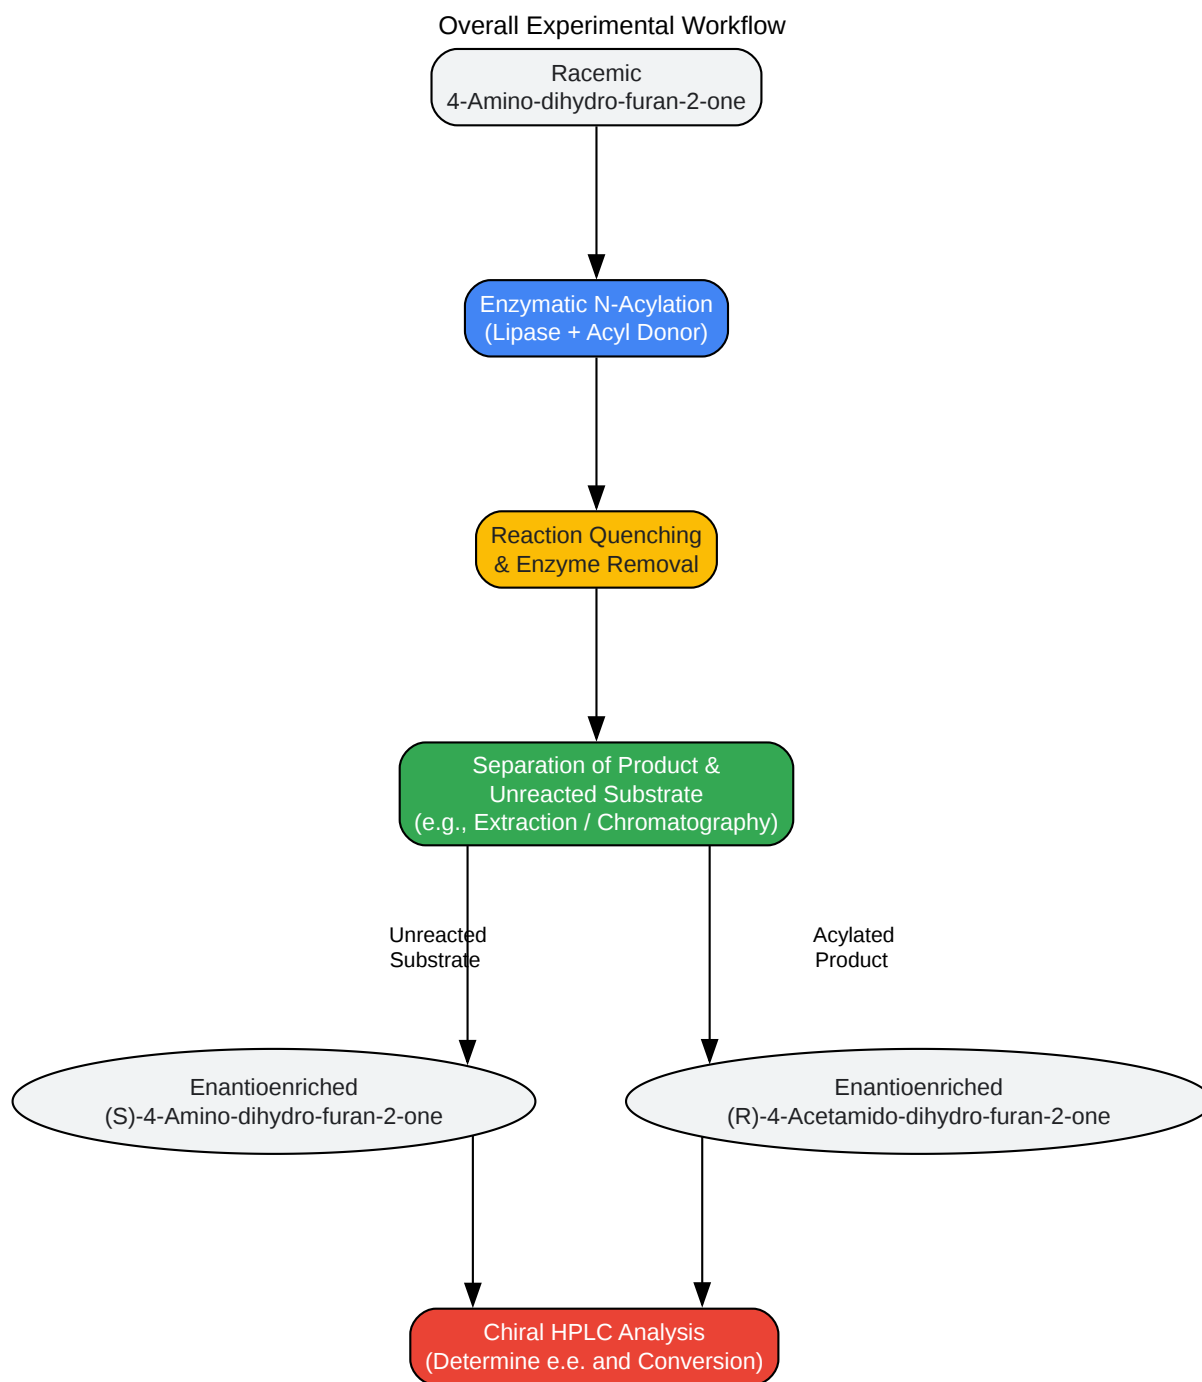 Overall Experimental Workflow
Racemic
4-Amino-dihydro-furan-2-one
Enzymatic N-Acylation
(Lipase + Acyl Donor)
Reaction Quenching
& Enzyme Removal
Separation of Product &
Unreacted Substrate
(e.g., Extraction / Chromatography)
Unreacted
Substrate
Acylated
Product
Enantioenriched
(S)-4-Amino-dihydro-furan-2-one
Enantioenriched
(R)-4-Acetamido-dihydro-furan-2-one
Chiral HPLC Analysis
(Determine e.e. and Conversion)